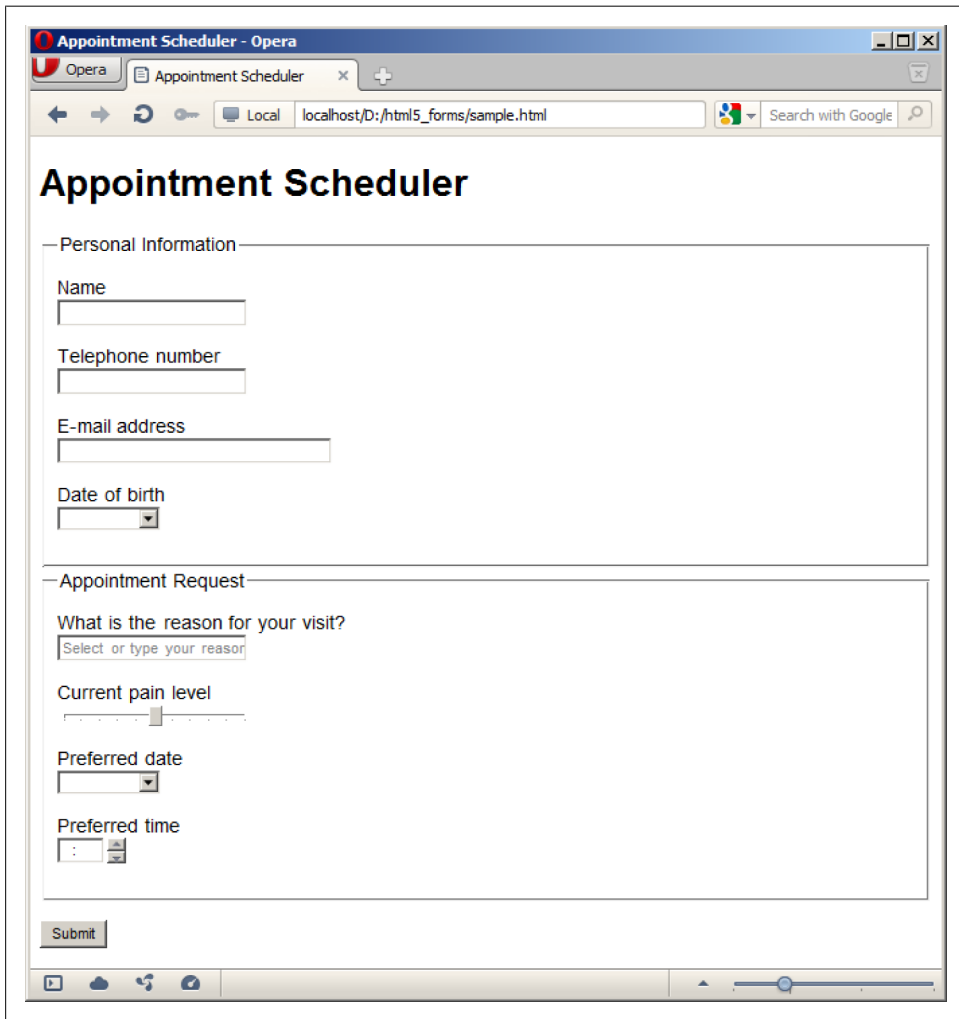 Appointment Scheduler - Opera
Opera
Appointment Scheduler
Local localhost/D:/html5_forms/sample.html Search with Google
Appointment Scheduler
Personal Information
Name
Telephone number
E-mail address
Date of birth
Appointment Request
What is the reason for your visit?
Select or type your reason
Current pain level
Preferred date
Preferred time
:
Submit